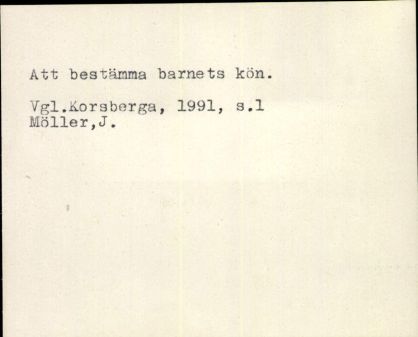 Att bestämma barnets kön.
Vgl.Korsberga, 1991, s.1
Möller,J.